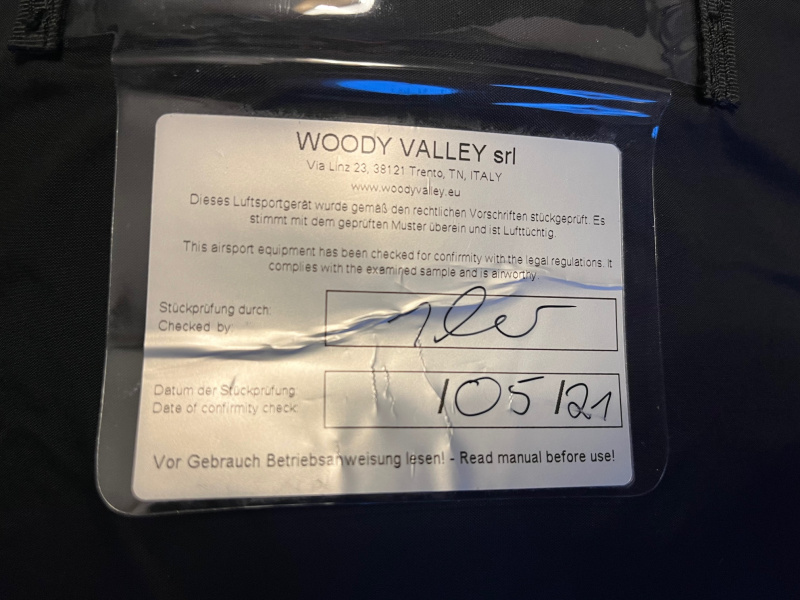 WOODY VALLEY srl
Via Linz 23, 38121 Trento, TN, ITALY
www.woodyvalley.eu
Dieses Luftsportgerät wurde gemäß den rechtlichen Vorschriften stückgeprüft. Es
stimmt mit dem geprüften Muster überein und ist Lufttüchtig.
This airsport equipment has been checked for confirmity with the legal regulations. It
complies with the examined sample and is airworthy.
Stückprüfung durch:
Checked by:
Datum der Stückprüfung:
Date of confirmity check: /05/21
Vor Gebrauch Betriebsanweisung lesen! - Read manual before use!